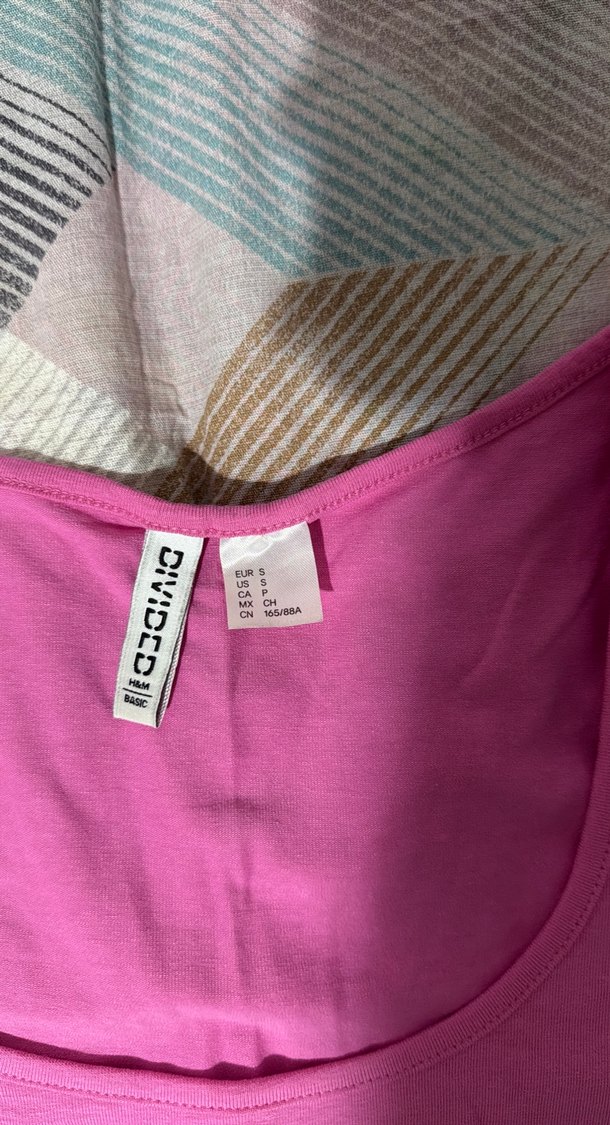 DIVIDED
H&M
BASIC
EUR S
US S
CA P
MX CH
CN 165/88A